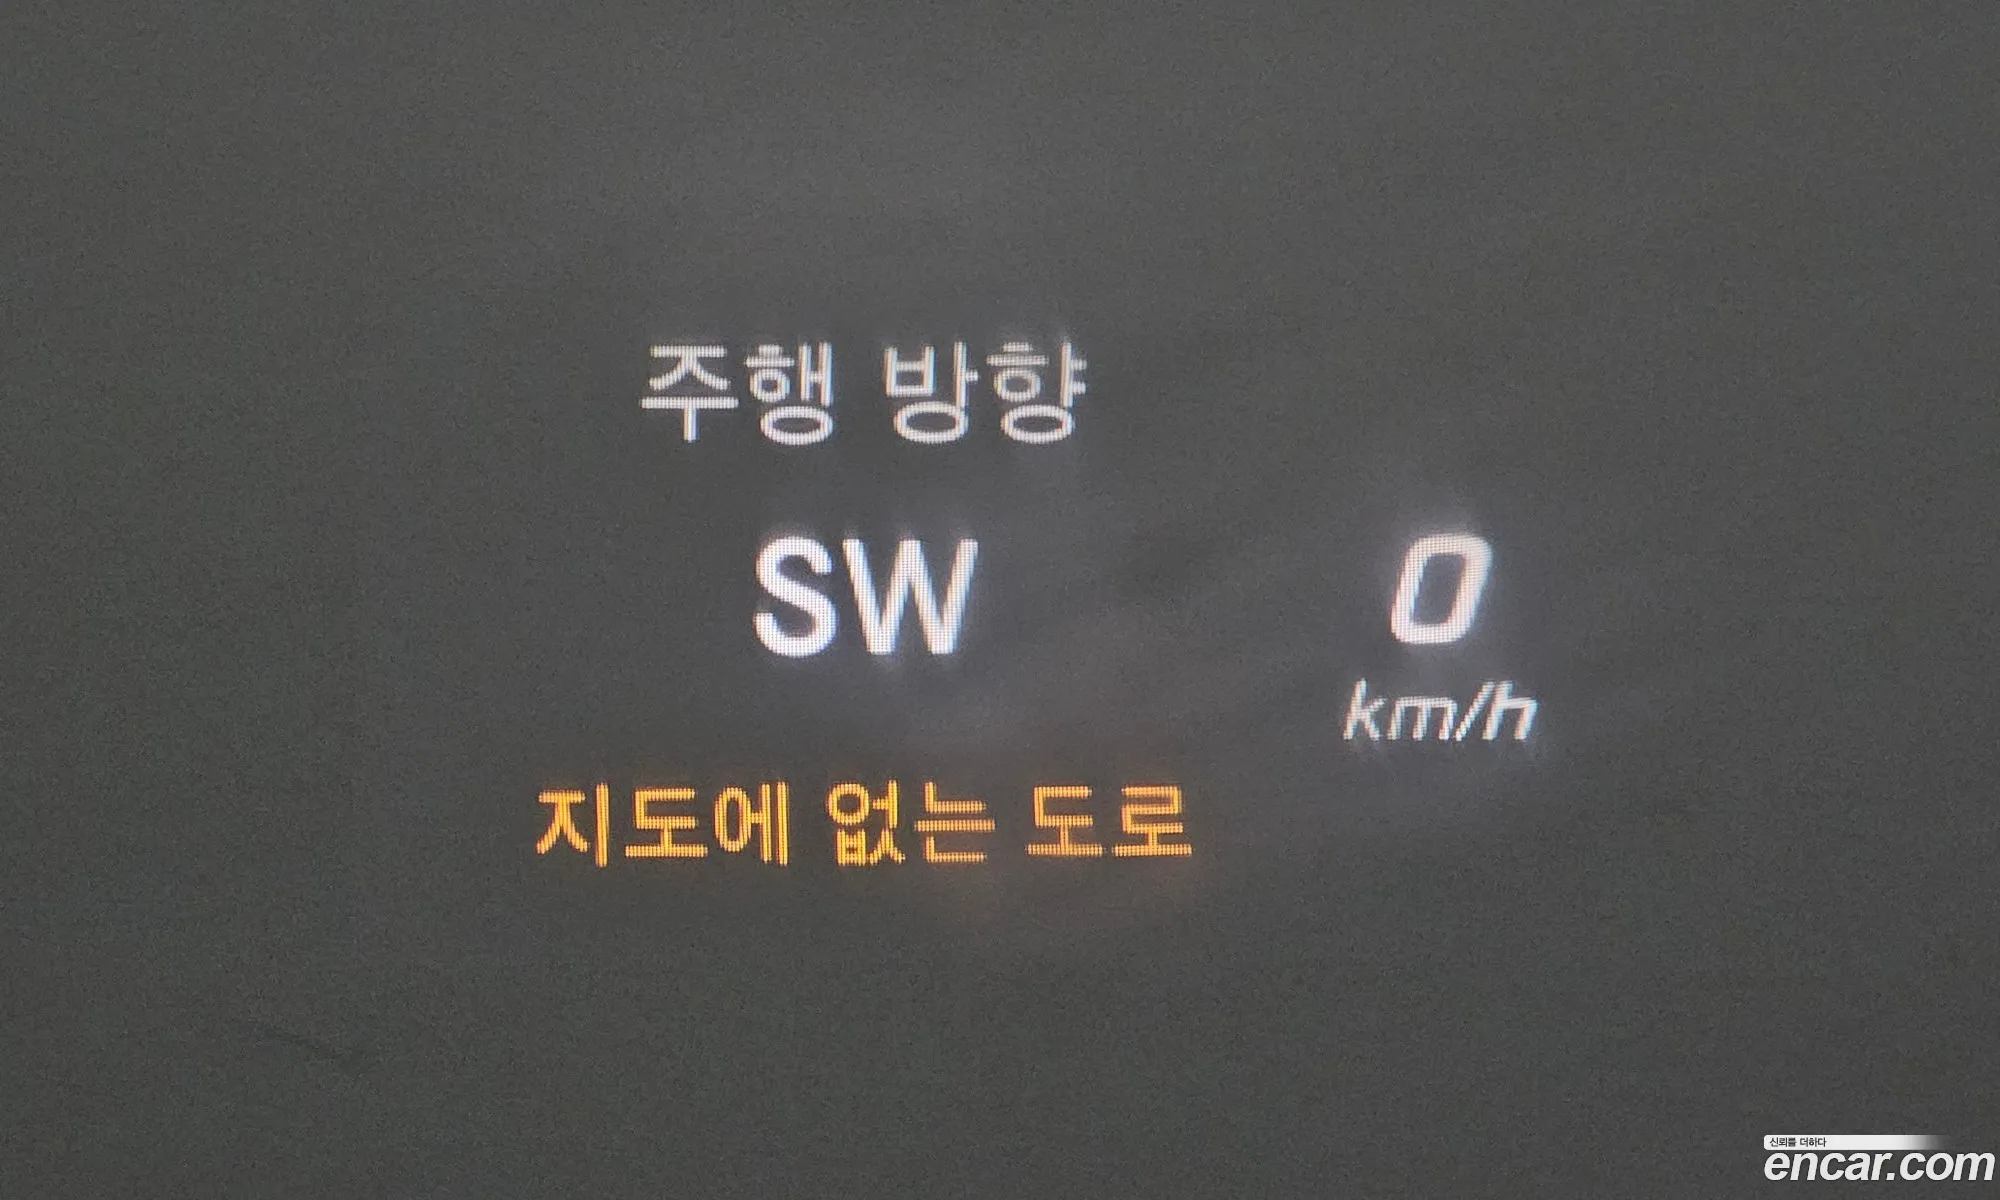 주행 방향
SW
0
km/h
지도에 없는 도로
신뢰를 더하다
encar.com